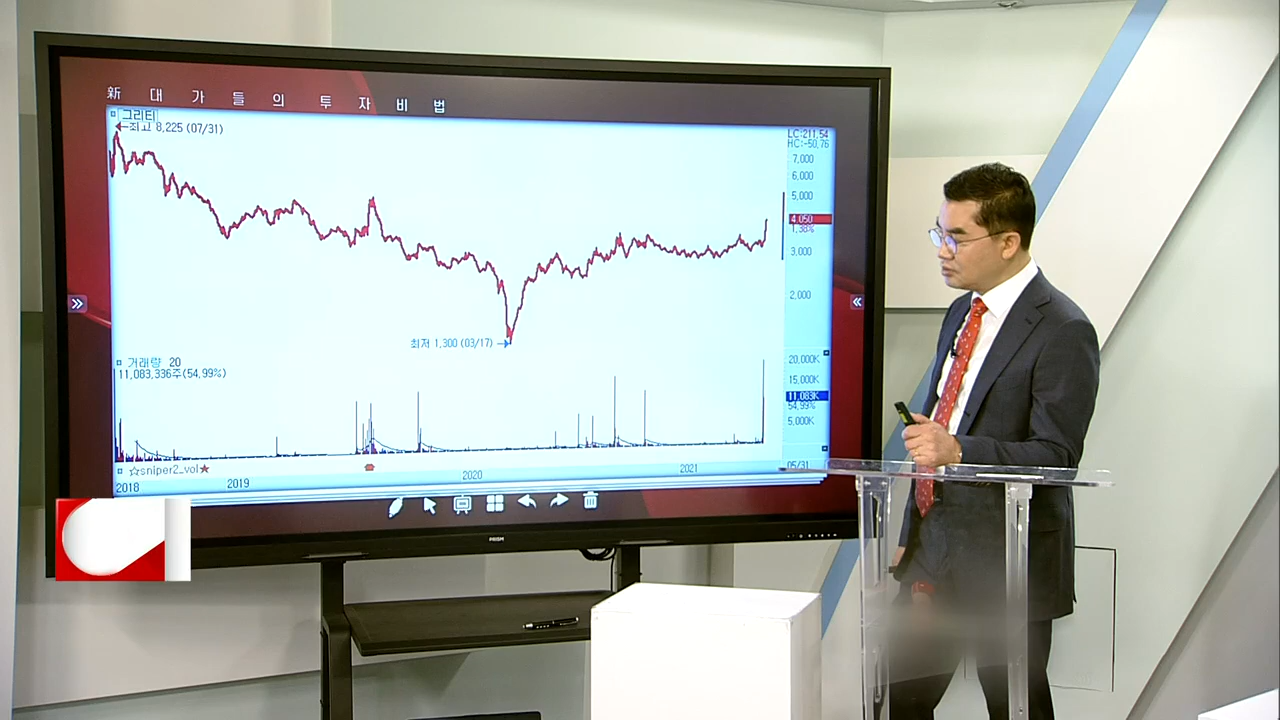 新 대 가 들 의 투 자 비 법
그리티
최고 8,225 (07/31)
LC:211.54
HC:-50.76
7,000
6,000
5,000
4,050
1.38%
3,000
2,000
최저 1,300 (03/17)
거래량 20
11,083,336주(54.99%)
20,000K
15,000K
11,083K
54.99%
5,000K
☆sniper2_vol★
2018
2019
2020
2021
05/31
PRISM